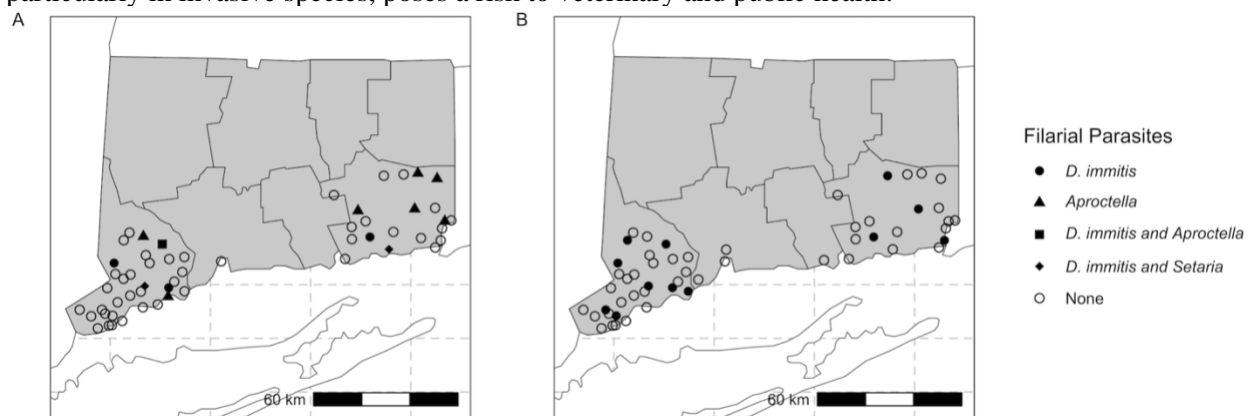 particularly in invasive species, poses a risk to veterinary and public health.
A
B
Filarial Parasites
D. immitis
Aproctella
D. immitis and Aproctella
D. immitis and Setaria
None
60 km
60 km